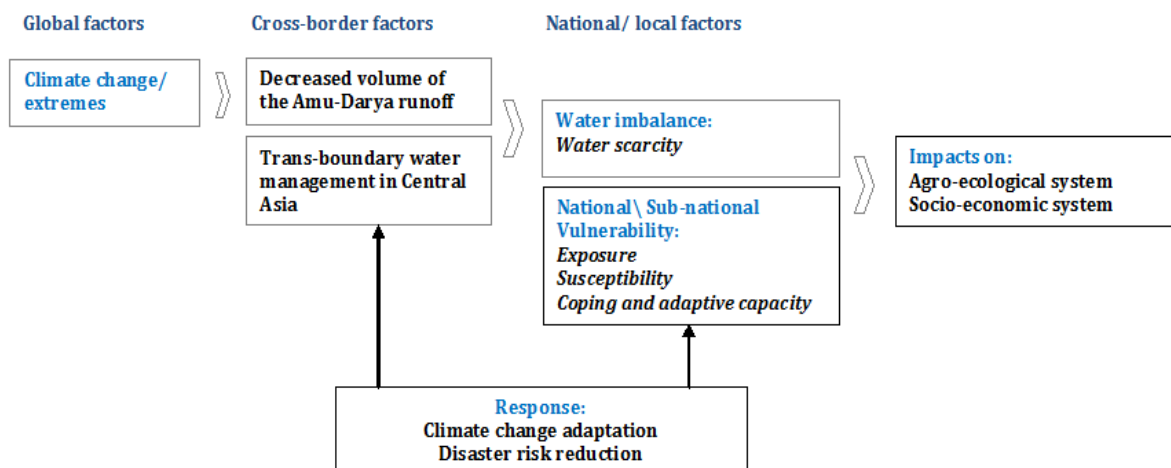 Global factors
Cross-border factors
National/ local factors
Climate change/
extremes
Decreased volume of
the Amu-Darya runoff
Trans-boundary water
management in Central
Asia
Water imbalance:
Water scarcity
National\ Sub-national
Vulnerability:
Exposure
Susceptibility
Coping and adaptive capacity
Impacts on:
Agro-ecological system
Socio-economic system
Response:
Climate change adaptation
Disaster risk reduction